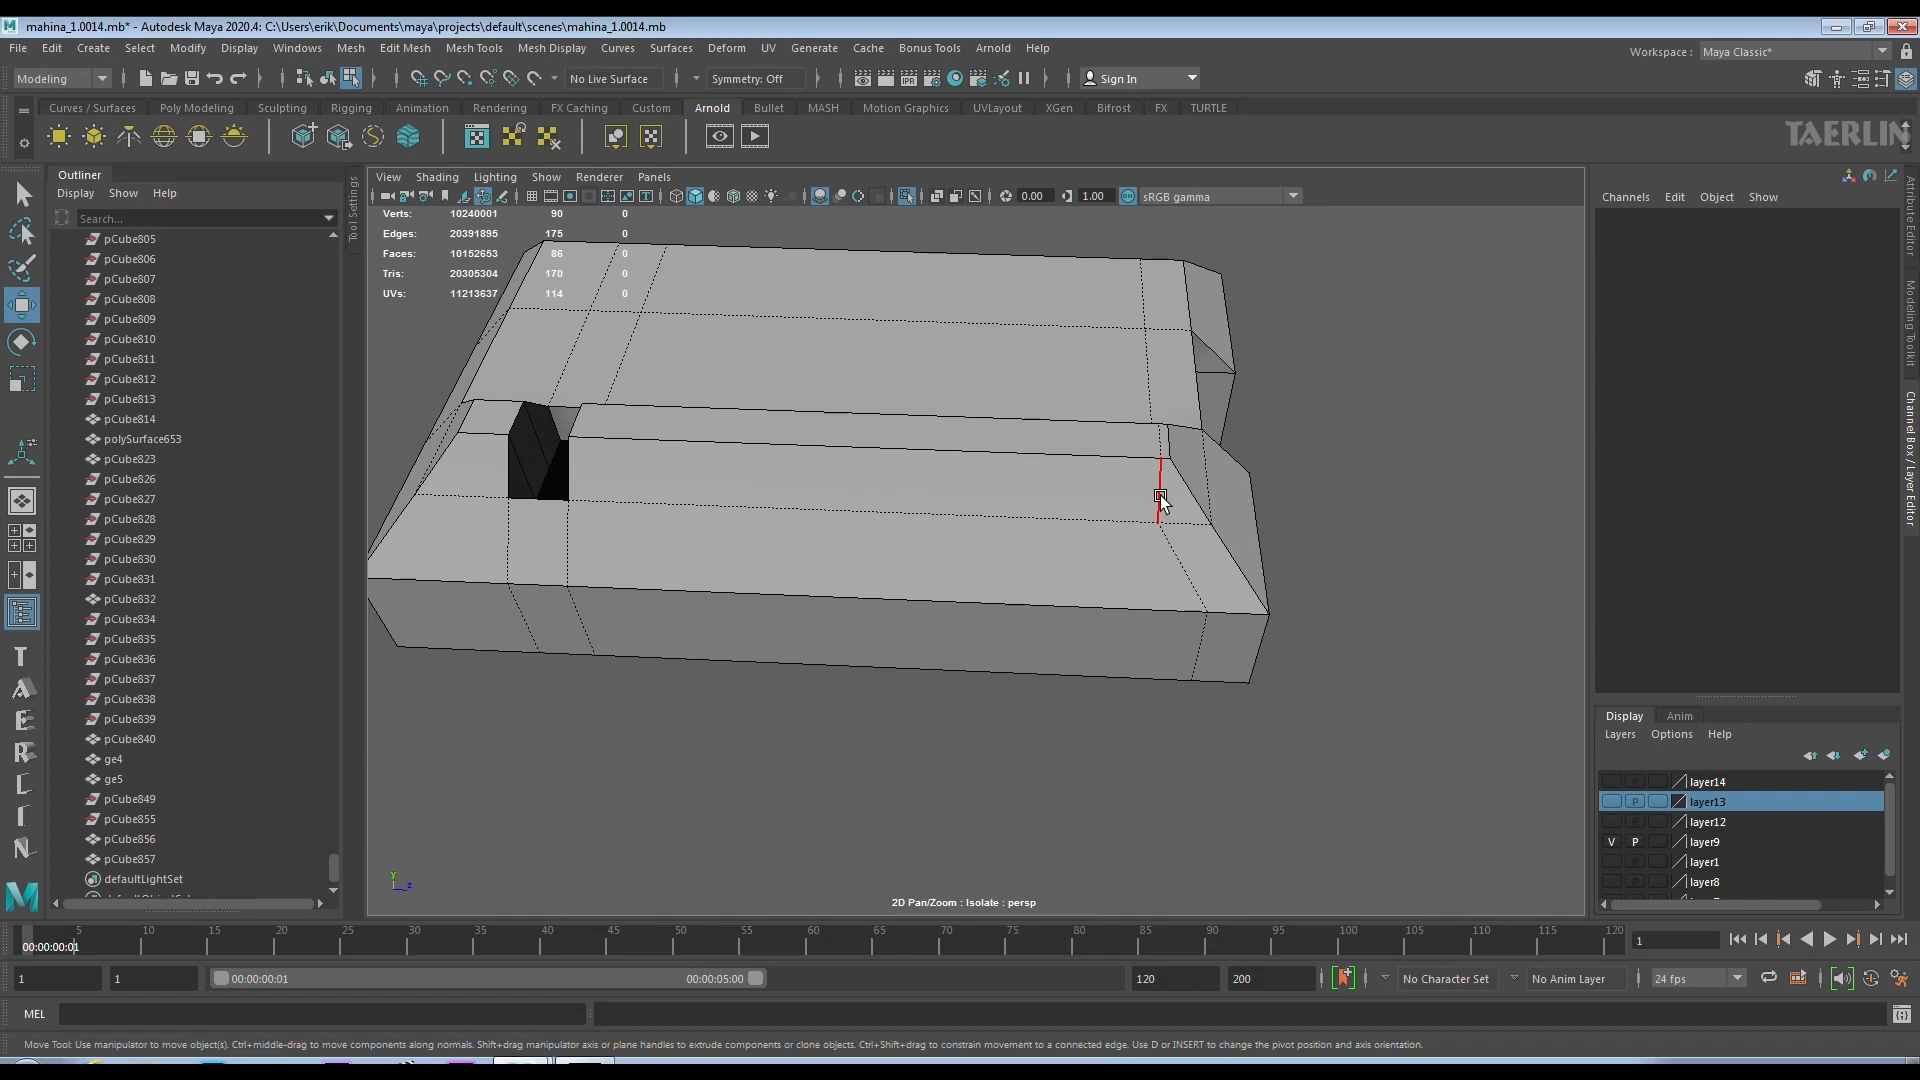 mahina_1.0014.mb* - Autodesk Maya 2020.4: C:\Users\erik\Documents\maya\projects\default\scenes\mahina_1.0014.mb
File Edit Create Select Modify Display Windows Mesh Edit Mesh Mesh Tools Mesh Display Curves Surfaces Deform UV Generate Cache Bonus Tools Arnold Help
Workspace : Maya Classic*
Modeling No Live Surface Symmetry: Off IPR Sign In
Curves / Surfaces Poly Modeling Sculpting Rigging Animation Rendering FX Caching Custom Arnold Bullet MASH Motion Graphics UVLayout XGen Bifrost FX TURTLE
TAERLIN
Outliner
Display Show Help
Search...
pCube805
pCube806
pCube807
pCube808
pCube809
pCube810
pCube811
pCube812
pCube813
pCube814
polySurface653
pCube823
pCube826
pCube827
pCube828
pCube829
pCube830
pCube831
pCube832
pCube834
pCube835
pCube836
pCube837
pCube838
pCube839
pCube840
ge4
ge5
pCube849
pCube855
pCube856
pCube857
defaultLightSet
Tool Settings
View Shading Lighting Show Renderer Panels
0.00 1.00 sRGB gamma
Verts: 10240001 90 0
Edges: 20391895 175 0
Faces: 10152653 86 0
Tris: 20305304 170 0
UVs: 11213637 114 0
y
z
2D Pan/Zoom : Isolate : persp
Channels Edit Object Show
Attribute Editor
Modeling Toolkit
Channel Box / Layer Editor
Display Anim
Layers Options Help
P layer14
P layer13
P layer12
V P layer9
P layer1
P layer8
5 10 15 20 25 30 35 40 45 50 55 60 65 70 75 80 85 90 95 100 105 110 115 120
00:00:00:01
1
1 1 00:00:00:01 00:00:05:00 120 200 No Character Set No Anim Layer 24 fps
MEL
Move Tool: Use manipulator to move object(s). Ctrl+middle-drag to move components along normals. Shift+drag manipulator axis or plane handles to extrude components or clone objects. Ctrl+Shift+drag to constrain movement to a connected edge. Use D or INSERT to change the pivot position and axis orientation.